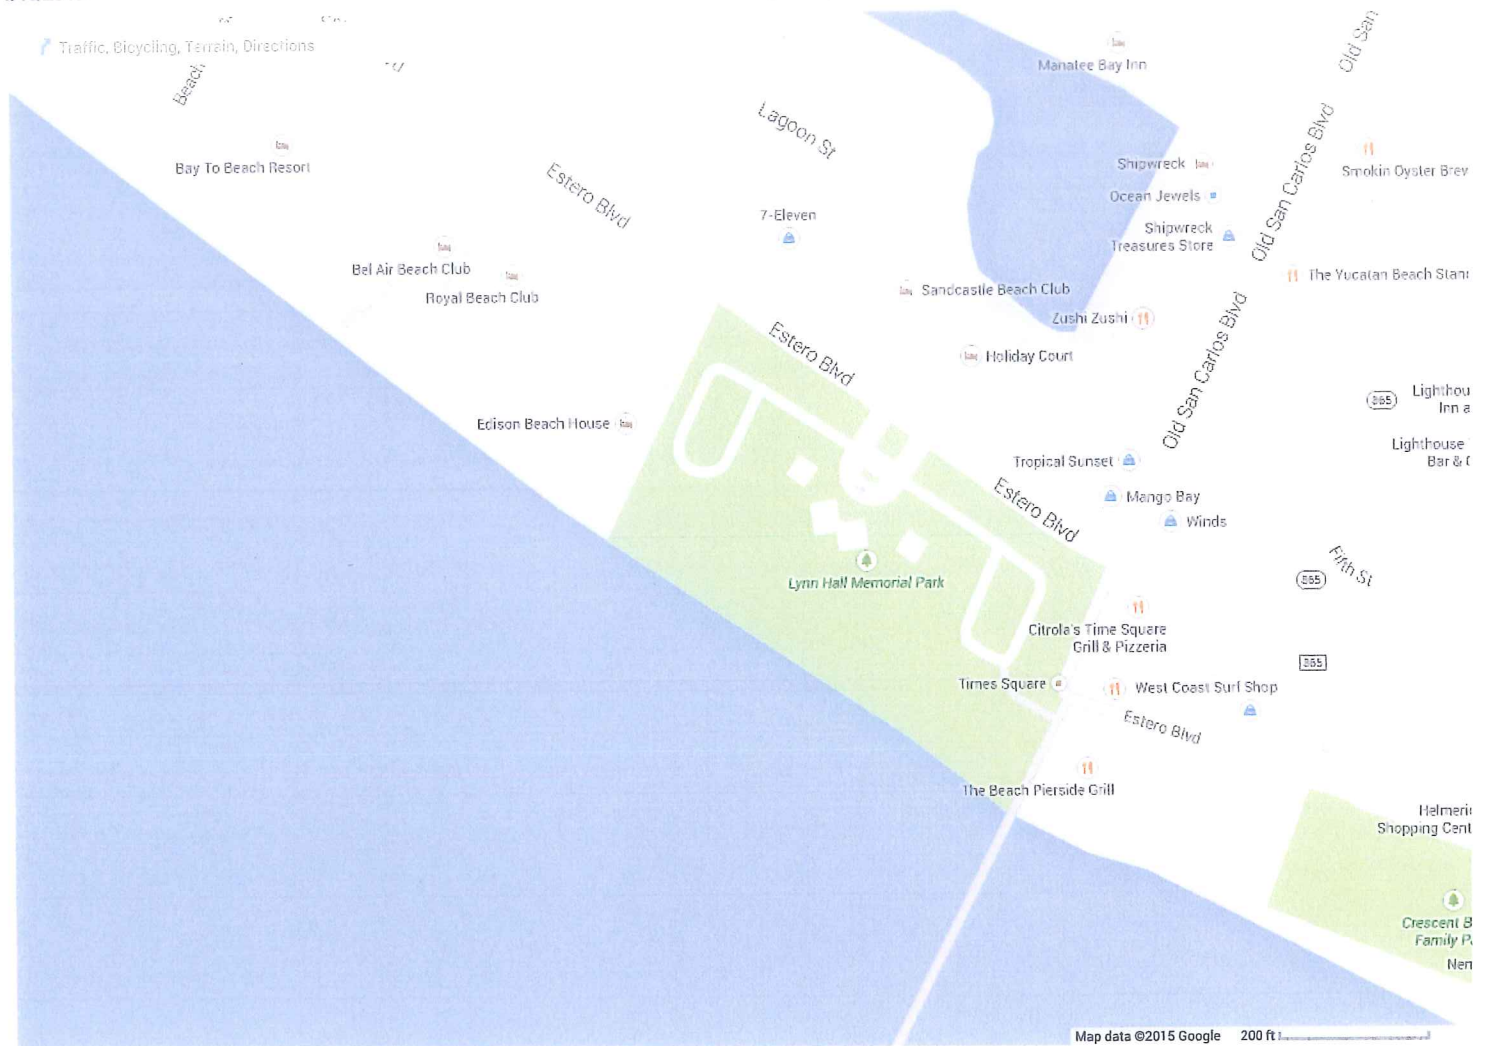 Traffic, Bicycling, Terrain, Directions
Old San
Manatee Bay Inn
Beach
Lagoon St
Old San Carlos Blvd
Bay To Beach Resort
Shipwreck
Smokin Oyster Brev
Estero Blvd
Ocean Jewels
7-Eleven
Shipwreck
Treasures Store
Bel Air Beach Club
The Yucatan Beach Stan
Royal Beach Club
Sandcastle Beach Club
Zushi Zushi
Estero Blvd
Holiday Court
Old San Carlos Blvd
865
Lighthou
Inn a
Edison Beach House
Lighthouse
Bar &
Tropical Sunset
Estero Blvd
Mango Bay
Winds
Fifth St
865
Lynn Hall Memorial Park
Citrola's Time Square
Grill & Pizzeria
865
Times Square
West Coast Surf Shop
Estero Blvd
The Beach Pierside Grill
Helmeri
Shopping Cent
Crescent B
Family P
Nen
Map data ©2015 Google 200 ft